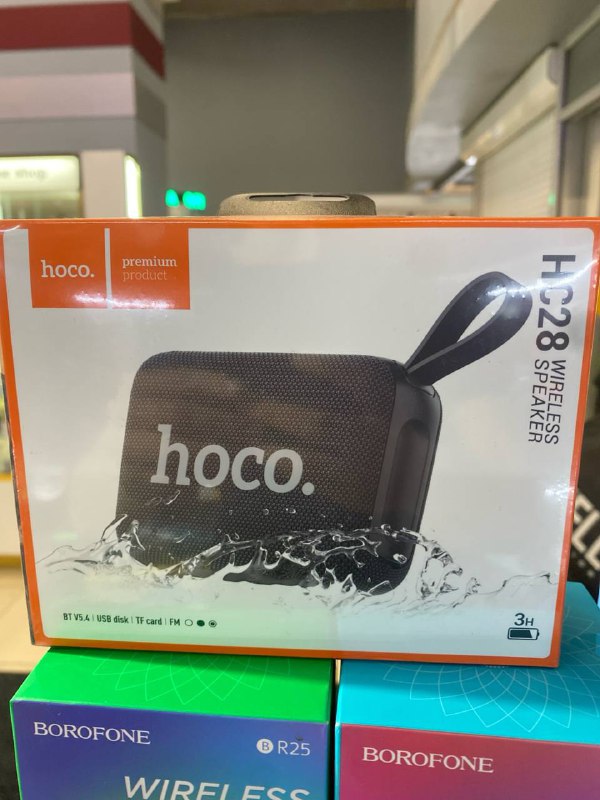 e shop.
hoco.
premium
product
HC28 WIRELESS
SPEAKER
hoco.
BT V5.4 | USB disk | TF card | FM
3H
BOROFONE
B R25
WIRELESS
BOROFONE